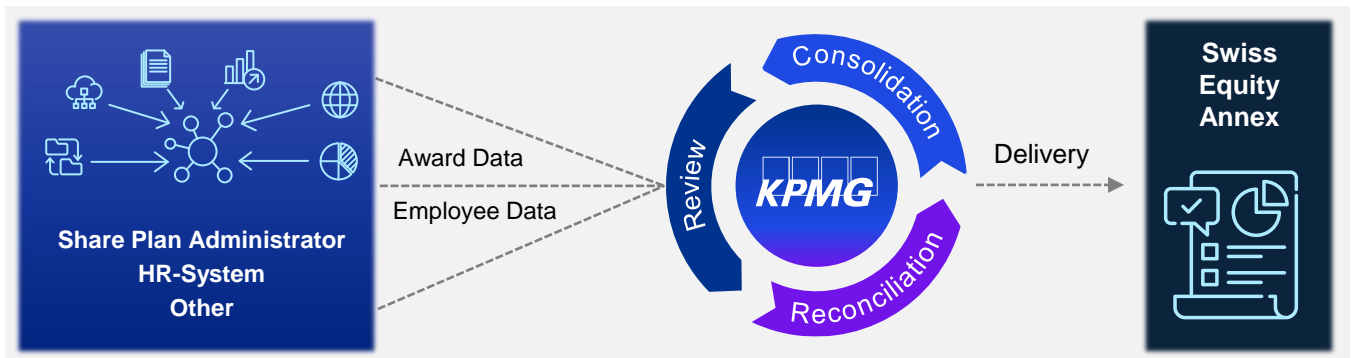 Share Plan Administrator
HR-System
Other
Award Data
Employee Data
Review
Consolidation
Reconciliation
KPMG
Delivery
Swiss
Equity
Annex